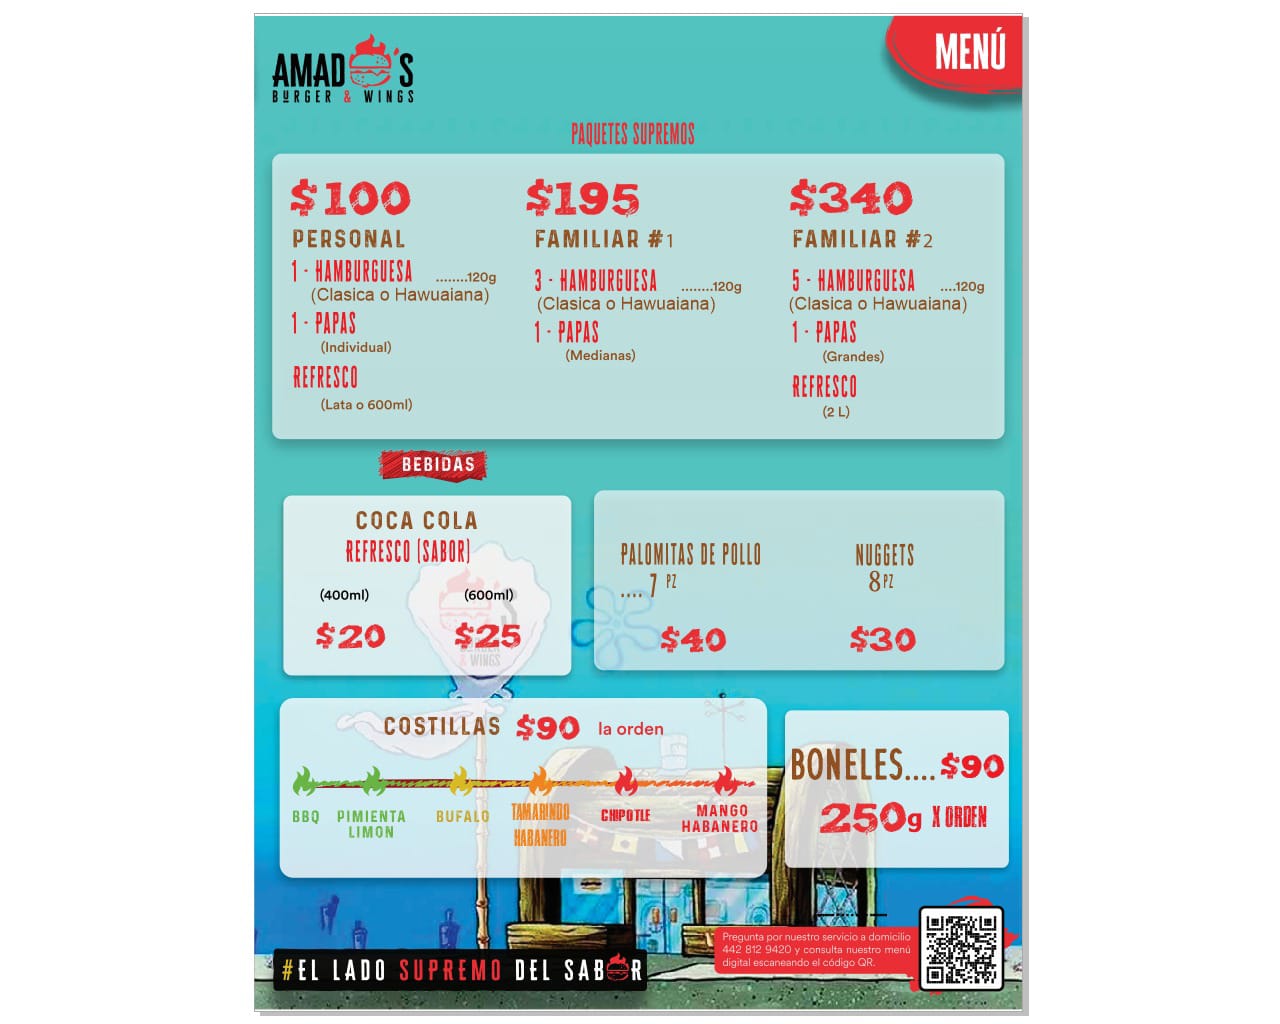 AMADO'S
BURGER & WINGS
MENÚ
PAQUETES SUPREMOS
$100
PERSONAL
1 - HAMBURGUESA ........120g
(Clasica o Hawuaiana)
1 - PAPAS
(Individual)
REFRESCO
(Lata o 600ml)
$195
FAMILIAR #1
3 - HAMBURGUESA ........120g
(Clasica o Hawuaiana)
1 - PAPAS
(Medianas)
$340
FAMILIAR #2
5 - HAMBURGUESA ....120g
(Clasica o Hawuaiana)
1 - PAPAS
(Grandes)
REFRESCO
(2 L)
BEBIDAS
COCA COLA
REFRESCO (SABOR)
(400ml) (600ml)
$20 $25
BURGER
& WINGS
PALOMITAS DE POLLO
.... 7 PZ
$40
NUGGETS
8 PZ
$30
COSTILLAS $90 la orden
BBQ
PIMIENTA
LIMON
BUFALO
TAMARINDO
HABANERO
CHIPOTLE
MANGO
HABANERO
BONELES.... $90
250g X ORDEN
#EL LADO SUPREMO DEL SABOR
Pregunta por nuestro servicio a domicilio
442 812 9420 y consulta nuestro menú
digital escaneando el código QR.